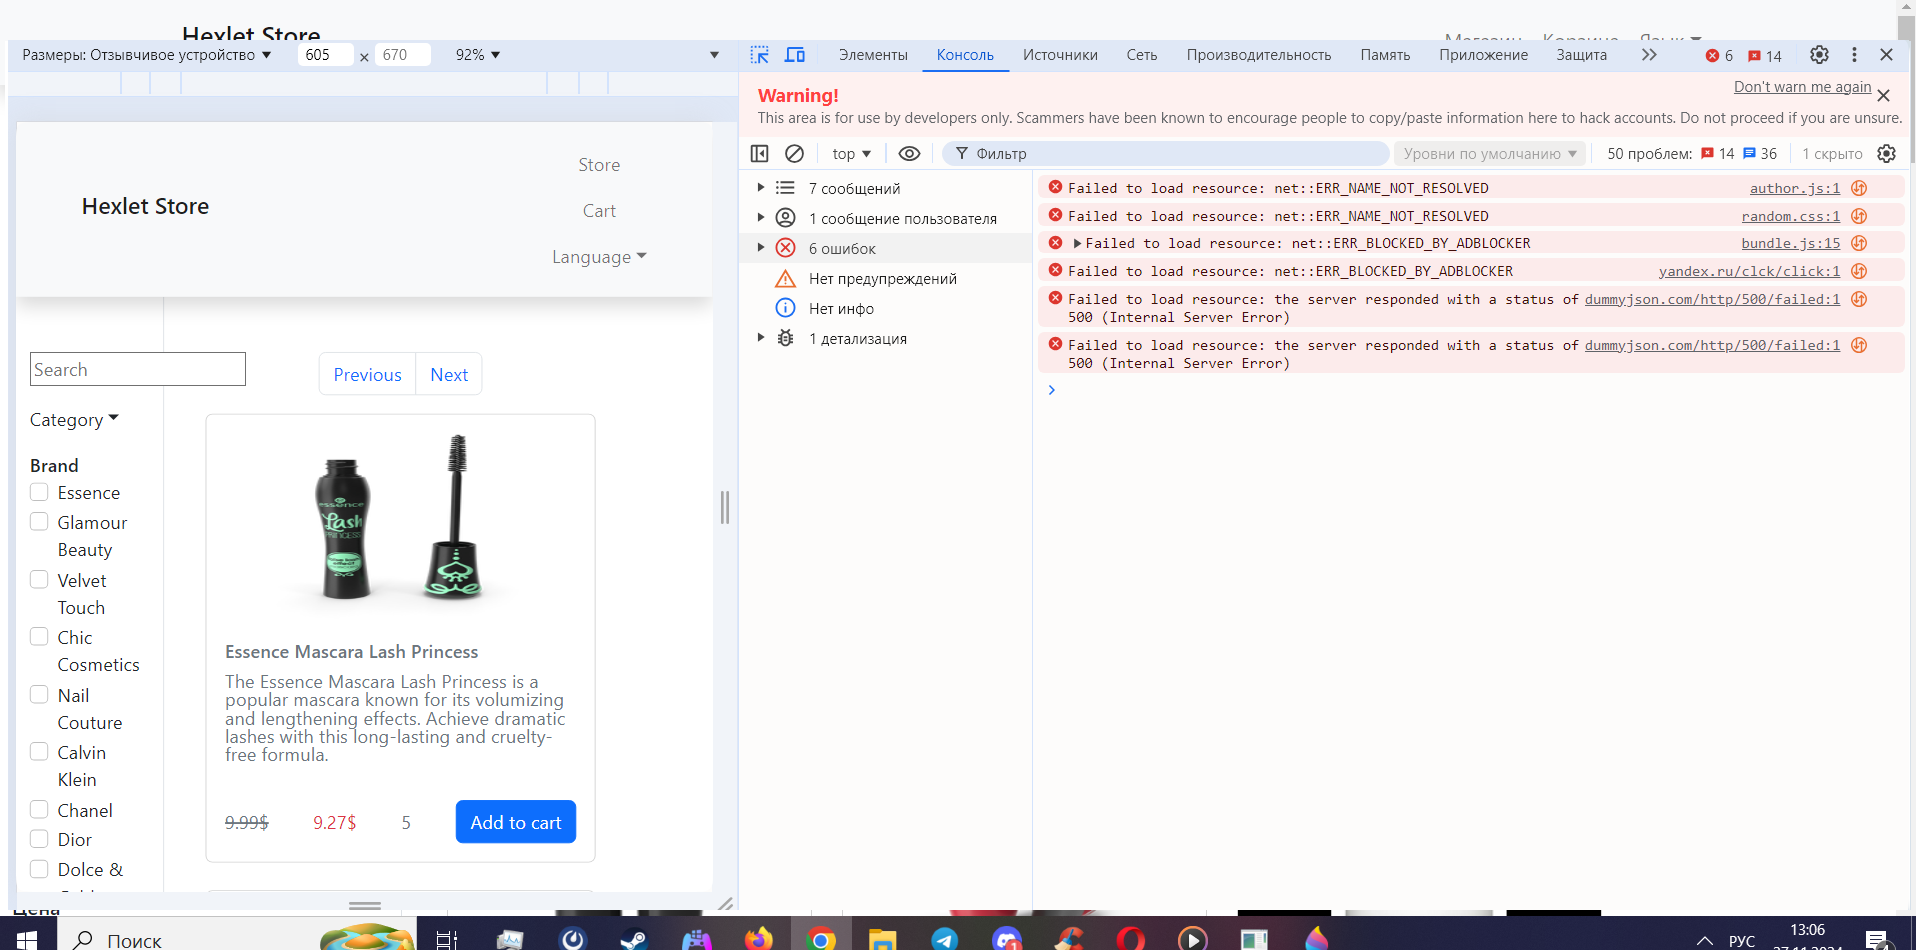 Hexlet Store
Магазин Корзина Язык
Размеры: Отзывчивое устройство 605 × 670 92%
Элементы Консоль Источники Сеть Производительность Память Приложение Защита 6 14
Warning!
Don't warn me again
This area is for use by developers only. Scammers have been known to encourage people to copy/paste information here to hack accounts. Do not proceed if you are unsure.
top Фильтр Уровни по умолчанию 50 проблем: 14 36 1 скрыто
7 сообщений
1 сообщение пользователя
6 ошибок
Нет предупреждений
Нет инфо
1 детализация
Failed to load resource: net::ERR_NAME_NOT_RESOLVED author.js:1
Failed to load resource: net::ERR_NAME_NOT_RESOLVED random.css:1
Failed to load resource: net::ERR_BLOCKED_BY_ADBLOCKER bundle.js:15
Failed to load resource: net::ERR_BLOCKED_BY_ADBLOCKER yandex.ru/clck/click:1
Failed to load resource: the server responded with a status of dummyjson.com/http/500/failed:1
500 (Internal Server Error)
Failed to load resource: the server responded with a status of dummyjson.com/http/500/failed:1
500 (Internal Server Error)
Hexlet Store
Store
Cart
Language
Search
Previous Next
Category
Brand
Essence
Glamour
Beauty
Velvet
Touch
Chic
Cosmetics
Nail
Couture
Calvin
Klein
Chanel
Dior
Dolce &
essence
Lash
PRINCESS
Essence Mascara Lash Princess
The Essence Mascara Lash Princess is a
popular mascara known for its volumizing
and lengthening effects. Achieve dramatic
lashes with this long-lasting and cruelty-
free formula.
9.99$ 9.27$ 5 Add to cart
Цена
Поиск
1
РУС
13:06
4